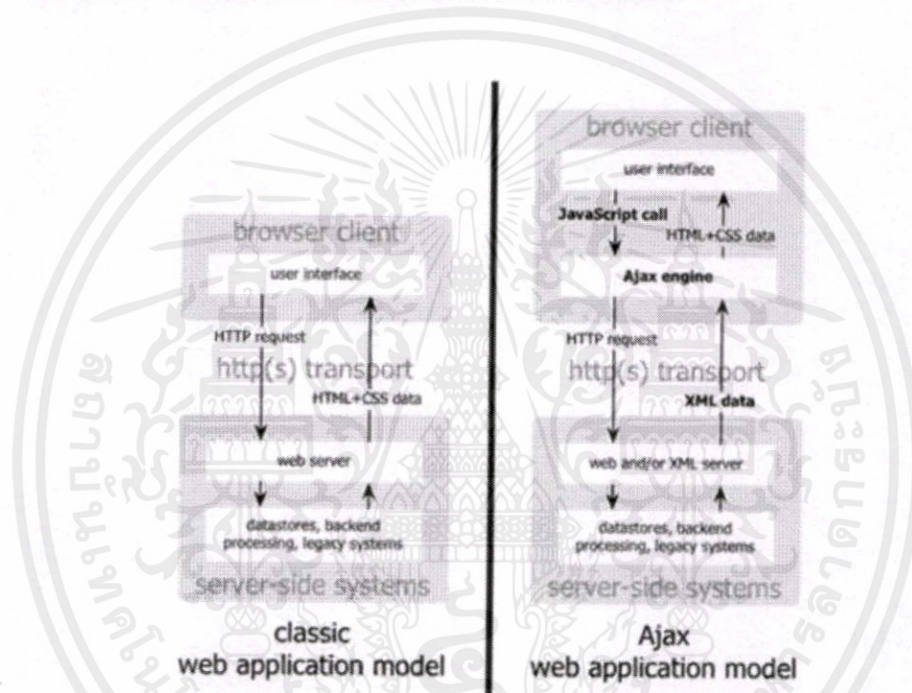 browser client
user interface
HTTP request
http(s) transport
HTML+CSS data
web server
datastores, backend
processing, legacy systems
server-side systems
classic
web application model
browser client
user interface
JavaScript call
HTML+CSS data
Ajax engine
HTTP request
http(s) transport
XML data
web and/or XML server
datastores, backend
processing, legacy systems
server-side systems
Ajax
web application model